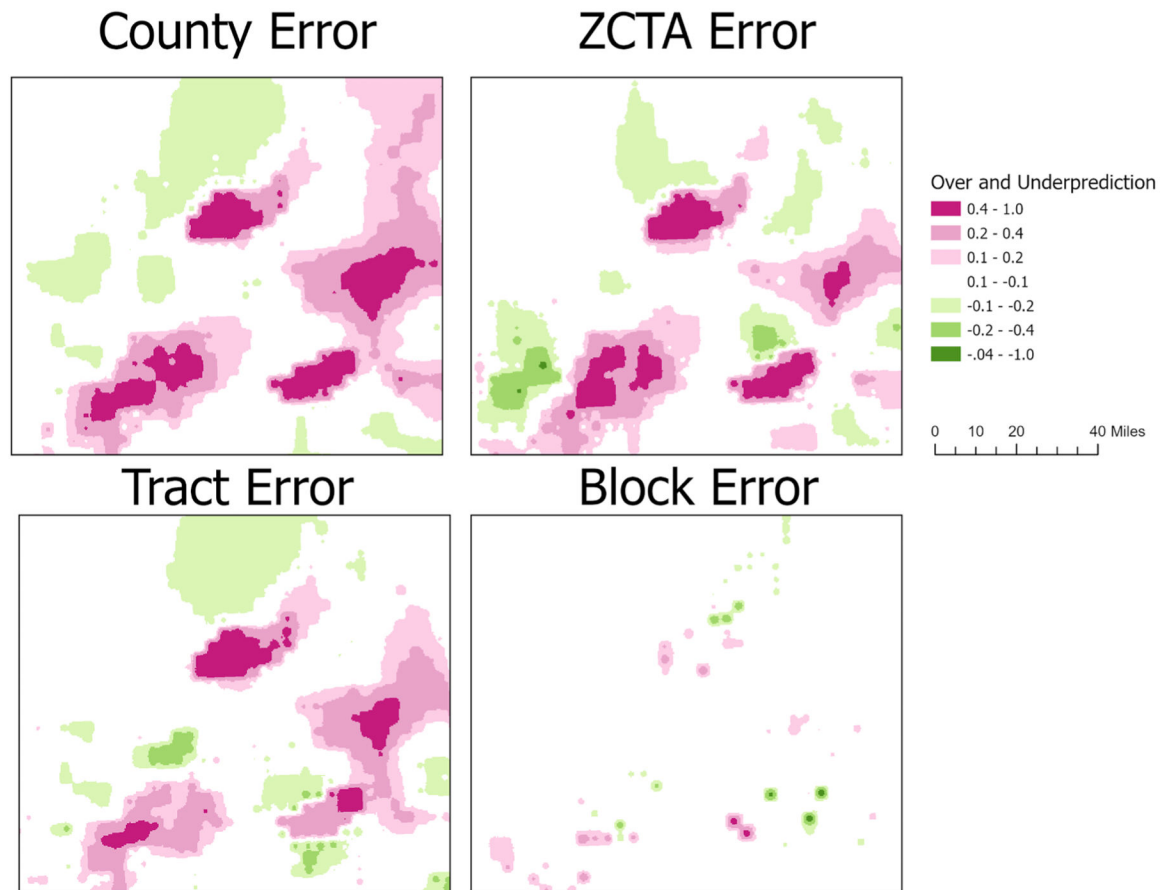 County Error
ZCTA Error
Over and Underprediction
0.4 - 1.0
0.2 - 0.4
0.1 - 0.2
0.1 - -0.1
-0.1 - -0.2
-0.2 - -0.4
-.04 - -1.0
0 10 20 40 Miles
Tract Error
Block Error